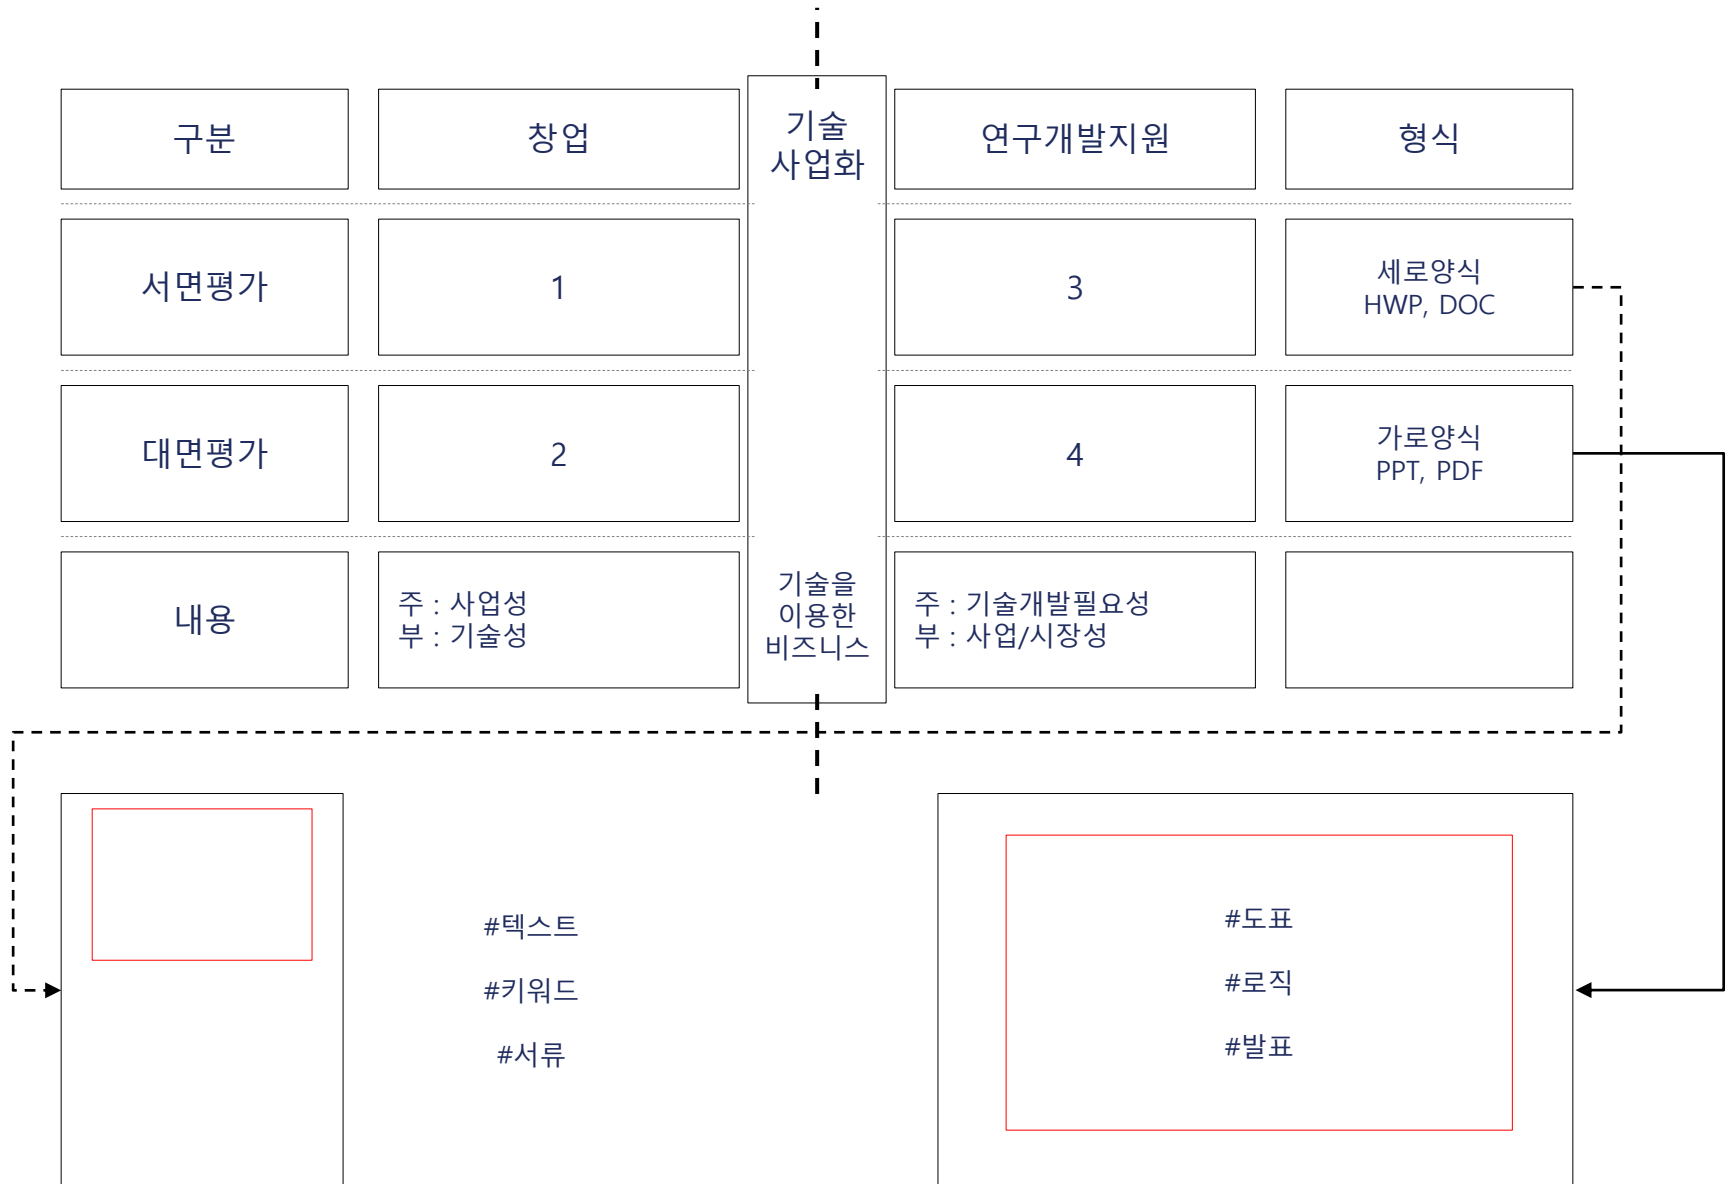 구분
창업
기술
사업화
연구개발지원
형식
서면평가
1
3
세로양식
HWP, DOC
대면평가
2
4
가로양식
PPT, PDF
내용
주 : 사업성
부 : 기술성
기술을
이용한
비즈니스
주 : 기술개발필요성
부 : 사업/시장성
#텍스트
#키워드
#서류
#도표
#로직
#발표